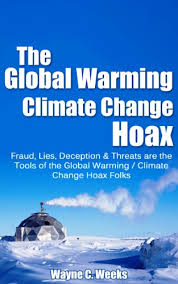 The
Global Warming
Climate Change
Hoax
Fraud, Lies, Deception & Threats are the
Tools of the Global Warming / Climate
Change Hoax Folks
Wayne C. Weeks